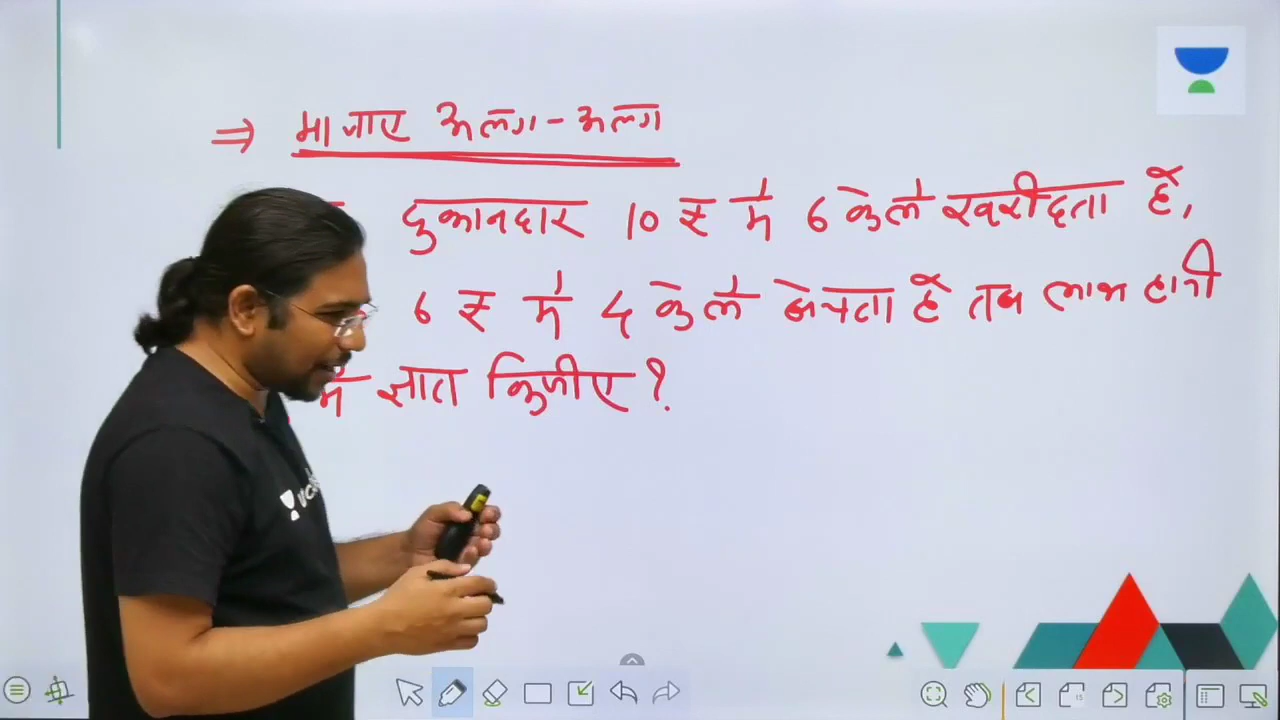 ⇒ मात्राए अलग-अलग
दुकानदार 10 ₹ में 6 केले खरीदता है,
6 ₹ में 4 केले बेचता है तब लाभ हानी
में ज्ञात किजीए ?